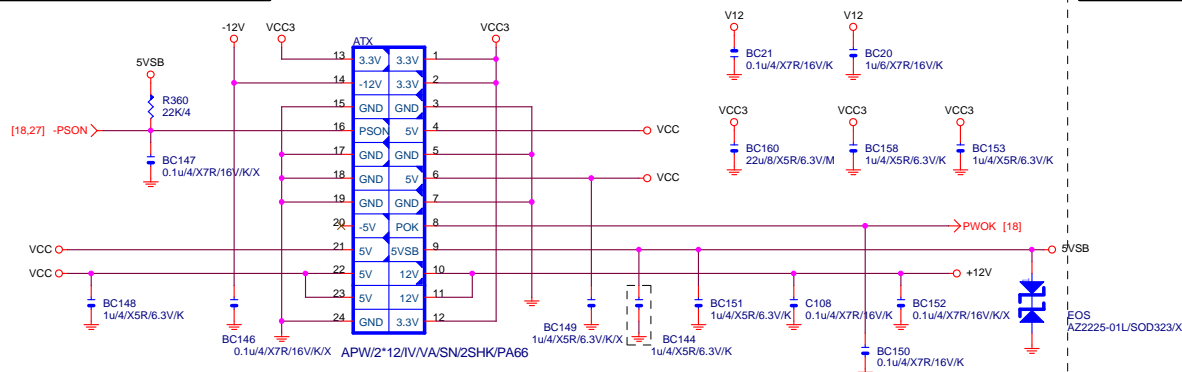 -12V
VCC3
ATX
VCC3
V12
V12
5VSB
R360
22K/4
[18,27] -PSON
BC147
0.1u/4/X7R/16V/K/X
13 3.3V 3.3V 1
14 -12V 3.3V 2
15 GND GND 3
16 PSON 5V 4
17 GND GND 5
18 GND 5V 6
19 GND GND 7
20 -5V POK 8
21 5V 5VSB 9
22 5V 12V 10
23 5V 12V 11
24 GND 3.3V 12
VCC
VCC
BC21
0.1u/4/X7R/16V/K
BC20
1u/6/X7R/16V/K
VCC3
VCC3
VCC3
BC160
22u/8/X5R/6.3V/M
BC158
1u/4/X5R/6.3V/K
BC153
1u/4/X5R/6.3V/K
PWOK [18]
5VSB
+12V
VCC
VCC
BC148
1u/4/X5R/6.3V/K
BC146
0.1u/4/X7R/16V/K/X
APW/2*12/IV/VA/SN/2SHK/PA66
BC149
1u/4/X5R/6.3V/K/X
BC144
1u/4/X5R/6.3V/K
BC151
1u/4/X5R/6.3V/K
C108
0.1u/4/X7R/16V/K
BC152
0.1u/4/X7R/16V/K/X
BC150
0.1u/4/X7R/16V/K
EOS
AZ2225-01L/SOD323/X